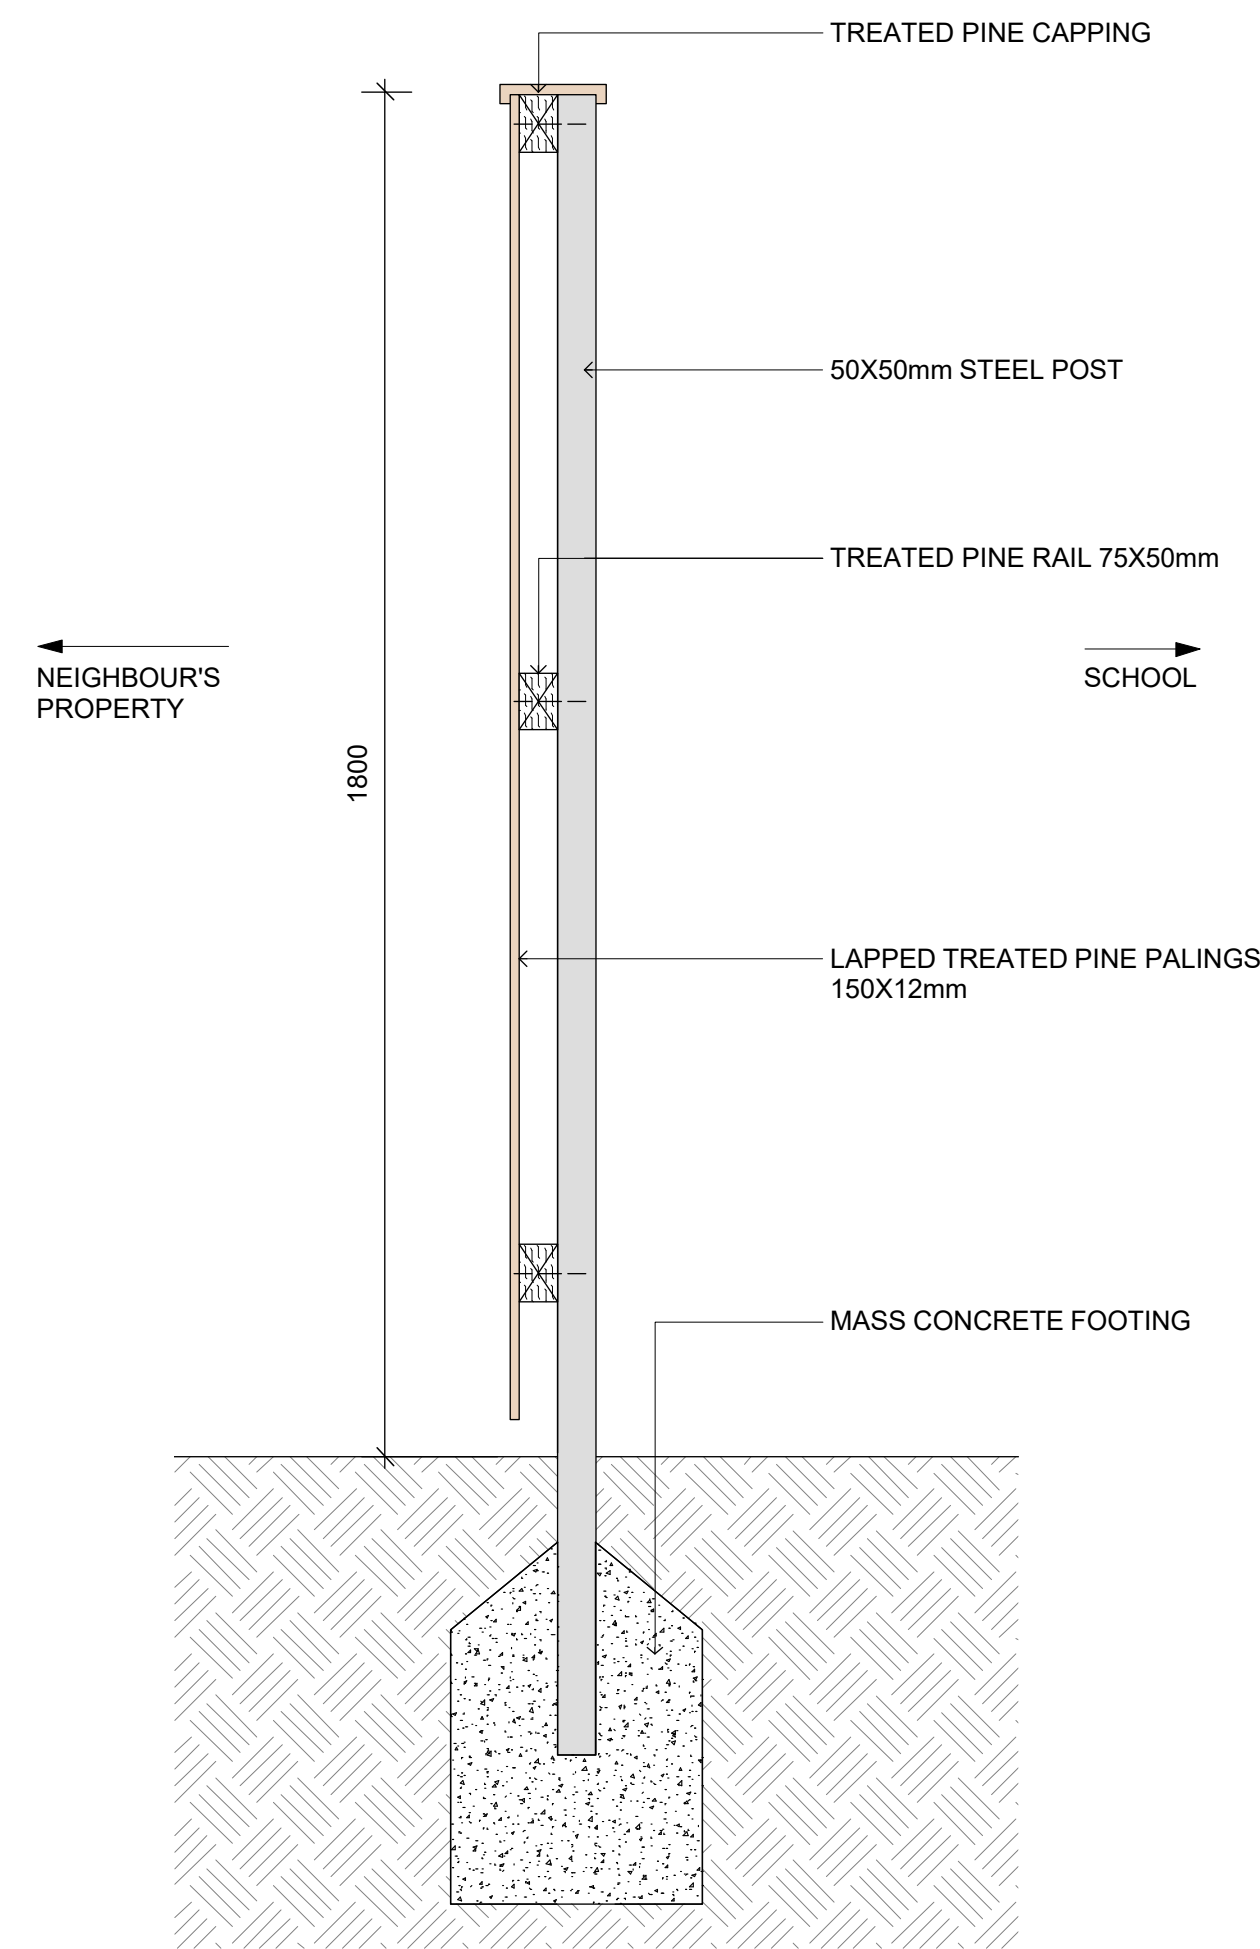 TREATED PINE CAPPING
50X50mm STEEL POST
TREATED PINE RAIL 75X50mm
NEIGHBOUR'S
PROPERTY
SCHOOL
1800
LAPPED TREATED PINE PALINGS
150X12mm
MASS CONCRETE FOOTING